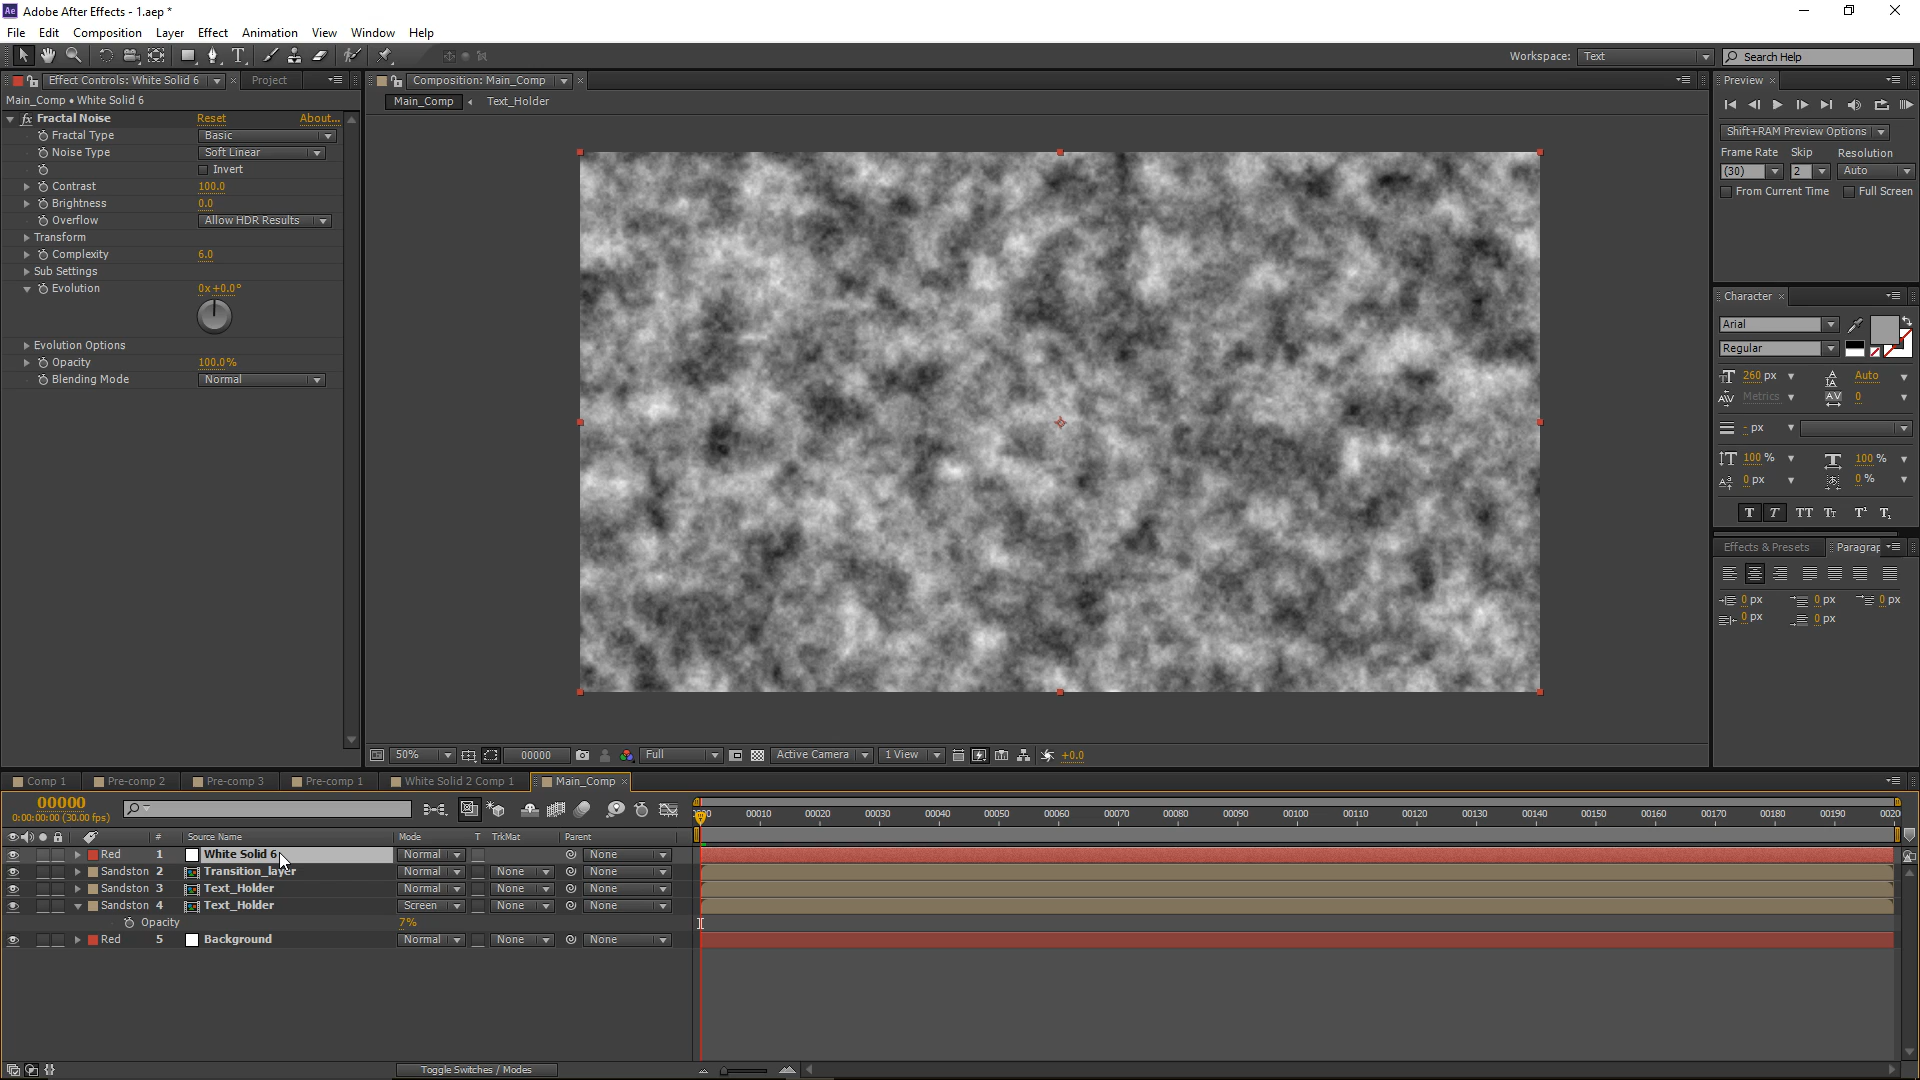 Ae Adobe After Effects - 1.aep *
File Edit Composition Layer Effect Animation View Window Help
Workspace: Text Search Help
Effect Controls: White Solid 6 Project
Main_Comp • White Solid 6
fx Fractal Noise Reset About...
Fractal Type Basic
Noise Type Soft Linear
Invert
Contrast 100.0
Brightness 0.0
Overflow Allow HDR Results
Transform
Complexity 6.0
Sub Settings
Evolution 0x+0.0°
Evolution Options
Opacity 100.0%
Blending Mode Normal
Composition: Main_Comp
Main_Comp Text_Holder
50% 00000 Full Active Camera 1 View +0.0
Preview
Shift+RAM Preview Options
Frame Rate Skip Resolution
(30) 2 Auto
From Current Time Full Screen
Character
Arial
Regular
260 px Auto
Metrics 0
- px
100 % 100 %
0 px 0 %
T T TT Tt T¹ T,
Effects & Presets Paragrap
0 px 0 px 0 px
0 px 0 px
Comp 1 Pre-comp 2 Pre-comp 3 Pre-comp 1 White Solid 2 Comp 1 Main_Comp
00000
0:00:00:00 (30.00 fps)
00010 00020 00030 00040 00050 00060 00070 00080 00090 00100 00110 00120 00130 00140 00150 00160 00170 00180 00190 0020
# Source Name Mode T TrkMat Parent
Red 1 White Solid 6 Normal None
Sandston 2 Transition_layer Normal None None
Sandston 3 Text_Holder Normal None None
Sandston 4 Text_Holder Screen None None
Opacity 7%
Red 5 Background Normal None None
Toggle Switches / Modes